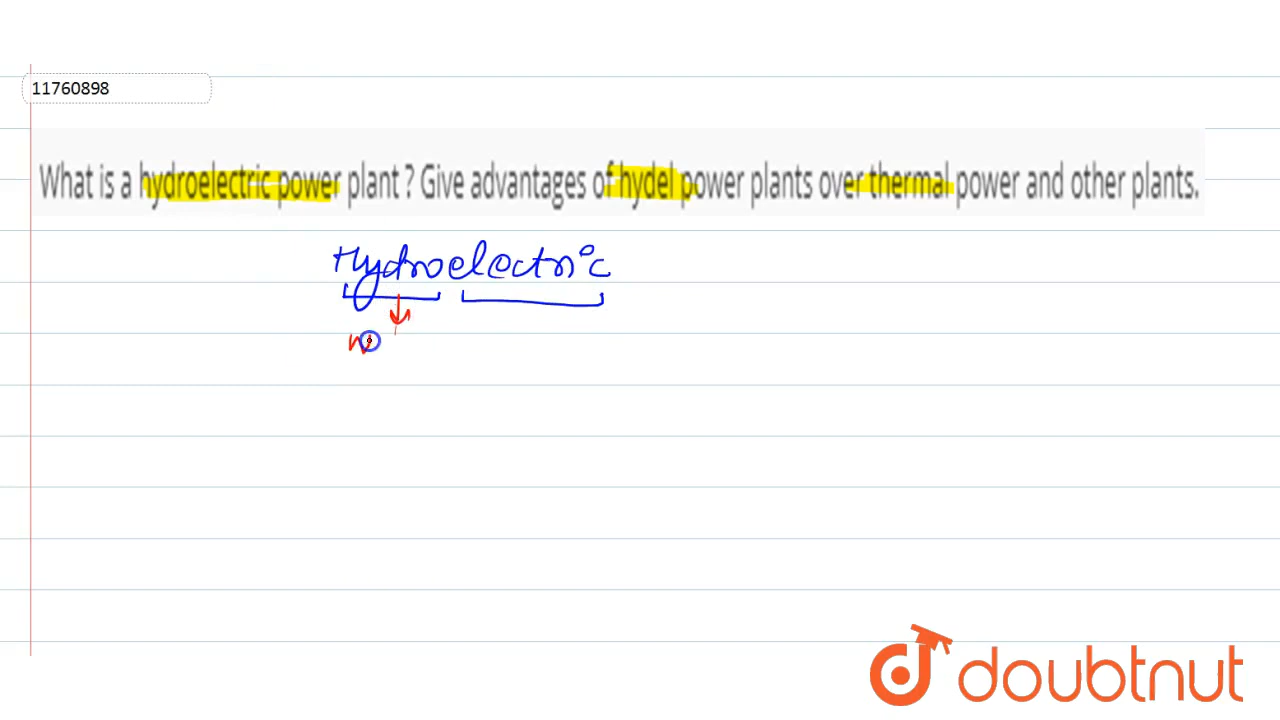 11760898
What is a hydroelectric power plant ? Give advantages of hydel power plants over thermal power and other plants.
Hydroelectric
w
doubtnut